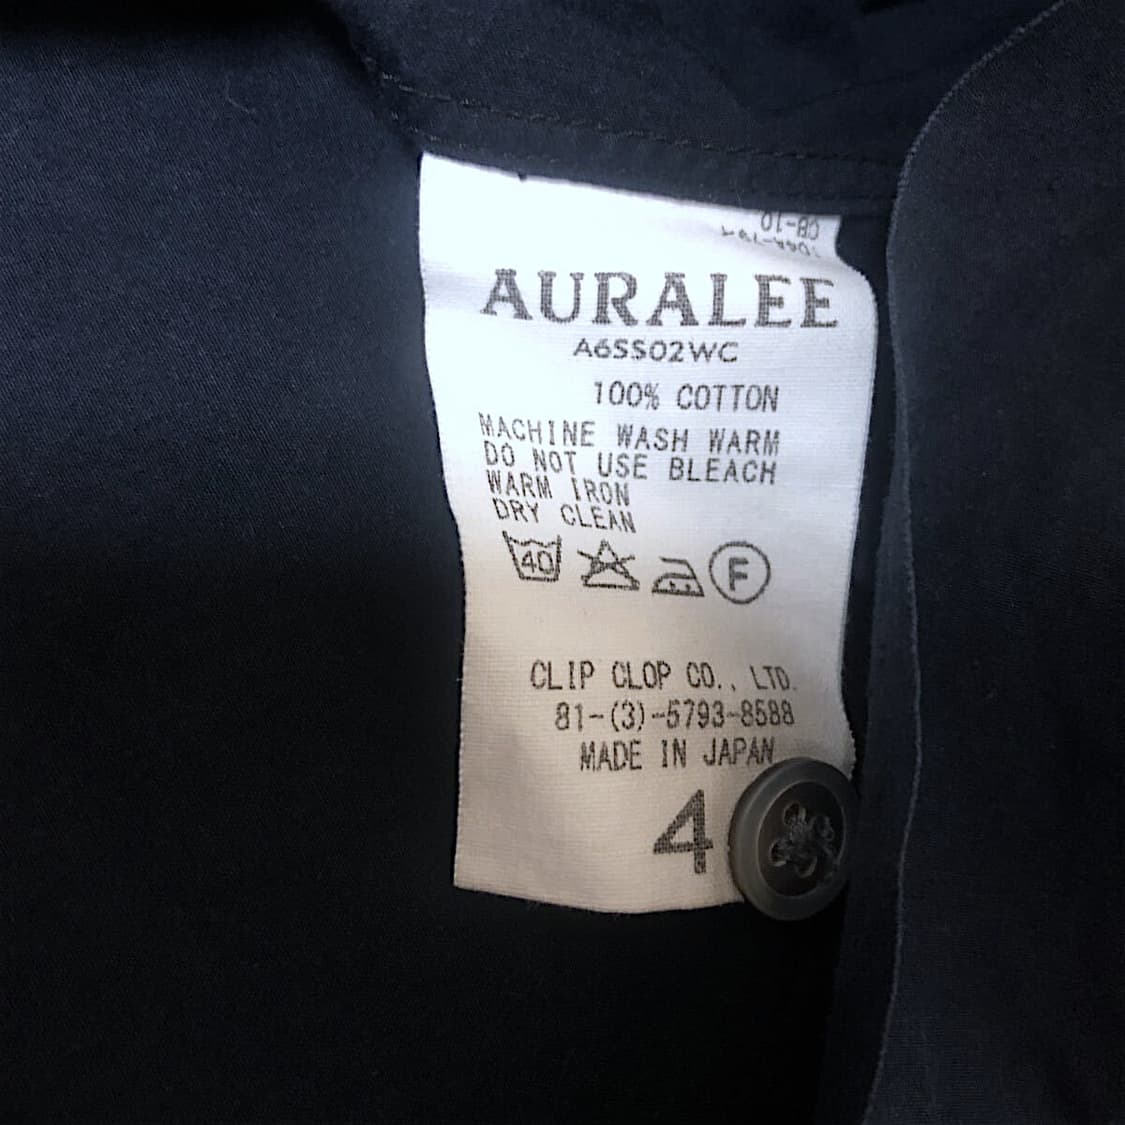 AURALEE
A6SS02WC
100% COTTON
MACHINE WASH WARM
DO NOT USE BLEACH
WARM IRON
DRY CLEAN
40 F
CLIP CLOP CO., LTD.
81-(3)-5793-8588
MADE IN JAPAN
4